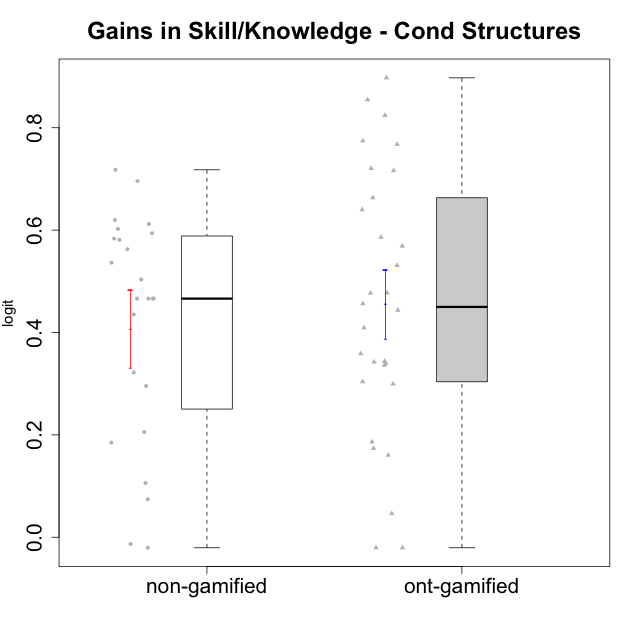 Gains in Skill/Knowledge - Cond Structures
logit
0.8
0.6
0.4
0.2
0.0
non-gamified
ont-gamified